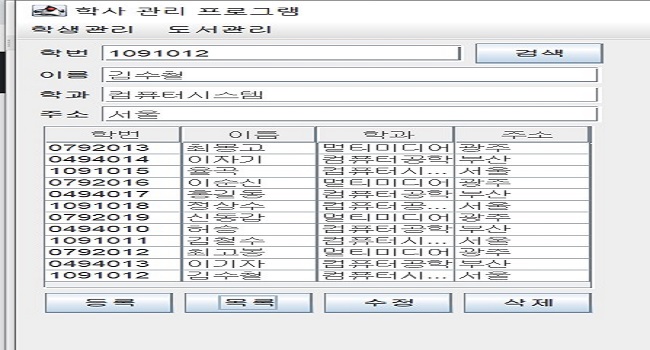 학사 관리 프로그램
학생관리 도서관리
학번 1091012 검색
이름 김수철
학과 컴퓨터시스템
주소 서울
학번 이름 학과 주소
0792013 최몽고 멀티미디어 광주
0494014 이자기 컴퓨터공학 부산
1091015 율곡 컴퓨터시... 서울
0792016 이순신 멀티미디어 광주
0494017 홍길동 컴퓨터공학 부산
1091018 정삼수 컴퓨터공... 서울
0792019 신동갑 멀티미디어 광주
0494010 허승 컴퓨터공학 부산
1091011 김철수 컴퓨터시... 서울
0792012 최고봉 멀티미디어 광주
0494013 이기자 컴퓨터공학 부산
1091012 김수철 컴퓨터시... 서울
등록 목록 수정 삭제